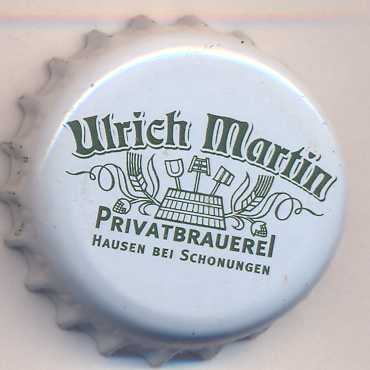 Ulrich Martin
PRIVATBRAUEREI
HAUSEN BEI SCHONUNGEN